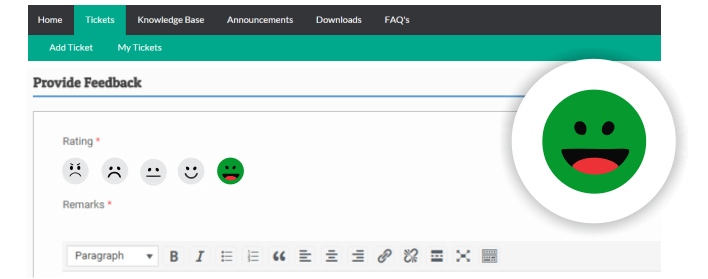 Home Tickets Knowledge Base Announcements Downloads FAQ's
Add Ticket My Tickets
Provide Feedback
Rating *
Remarks *
Paragraph B I